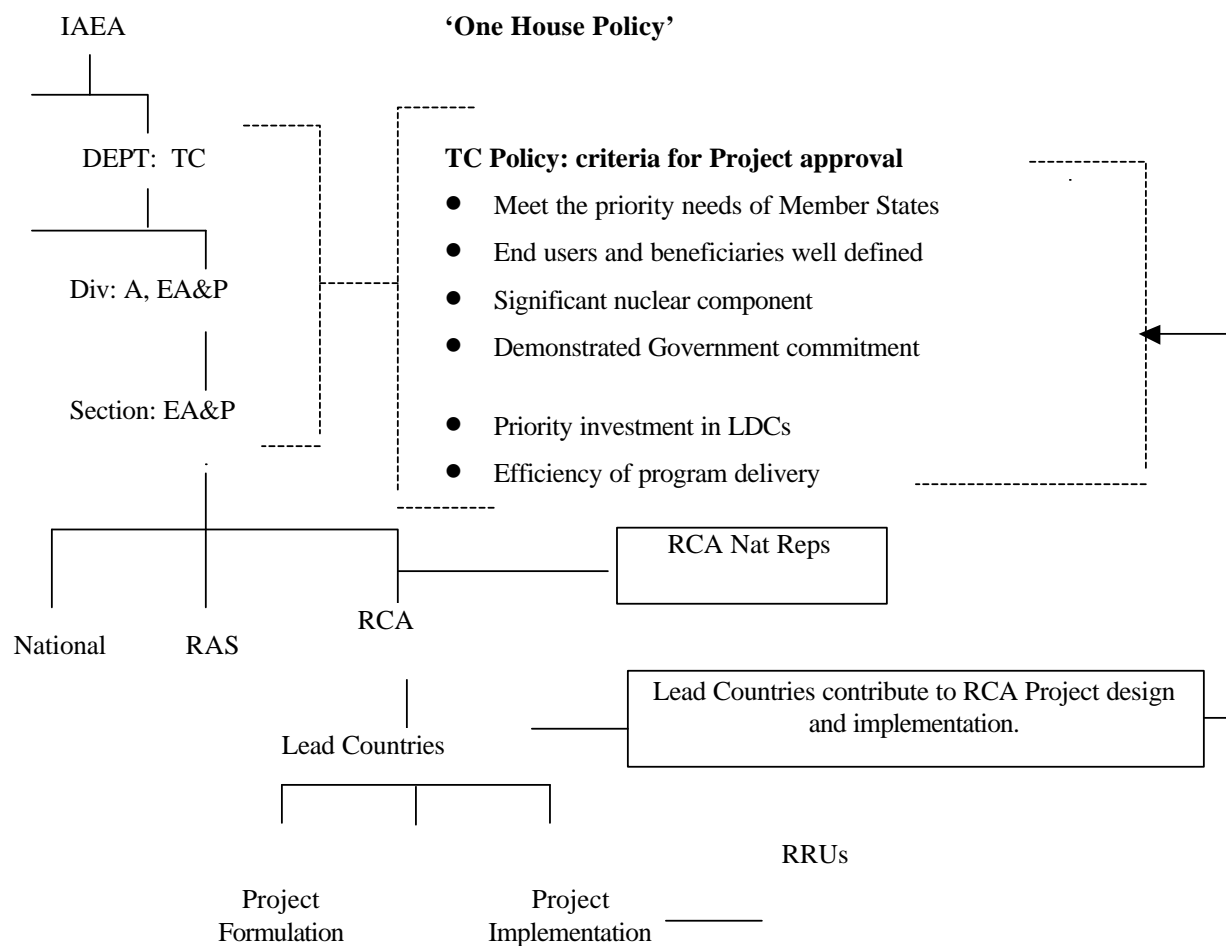 IAEA
‘One House Policy’
DEPT: TC
TC Policy: criteria for Project approval
● Meet the priority needs of Member States
● End users and beneficiaries well defined
Div: A, EA&P
● Significant nuclear component
● Demonstrated Government commitment
Section: EA&P
● Priority investment in LDCs
● Efficiency of program delivery
RCA Nat Reps
National
RAS
RCA
Lead Countries contribute to RCA Project design
and implementation.
Lead Countries
RRUs
Project
Formulation
Project
Implementation